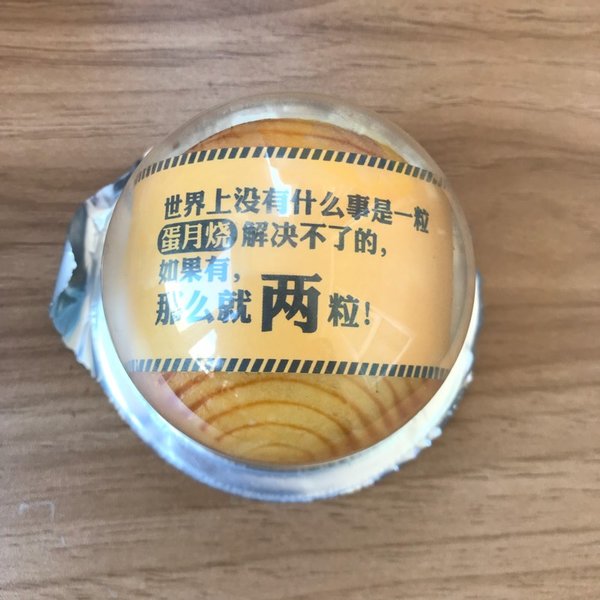 世界上没有什么事是一粒
蛋月烧 解决不了的,
如果有,
那么就 两 粒!